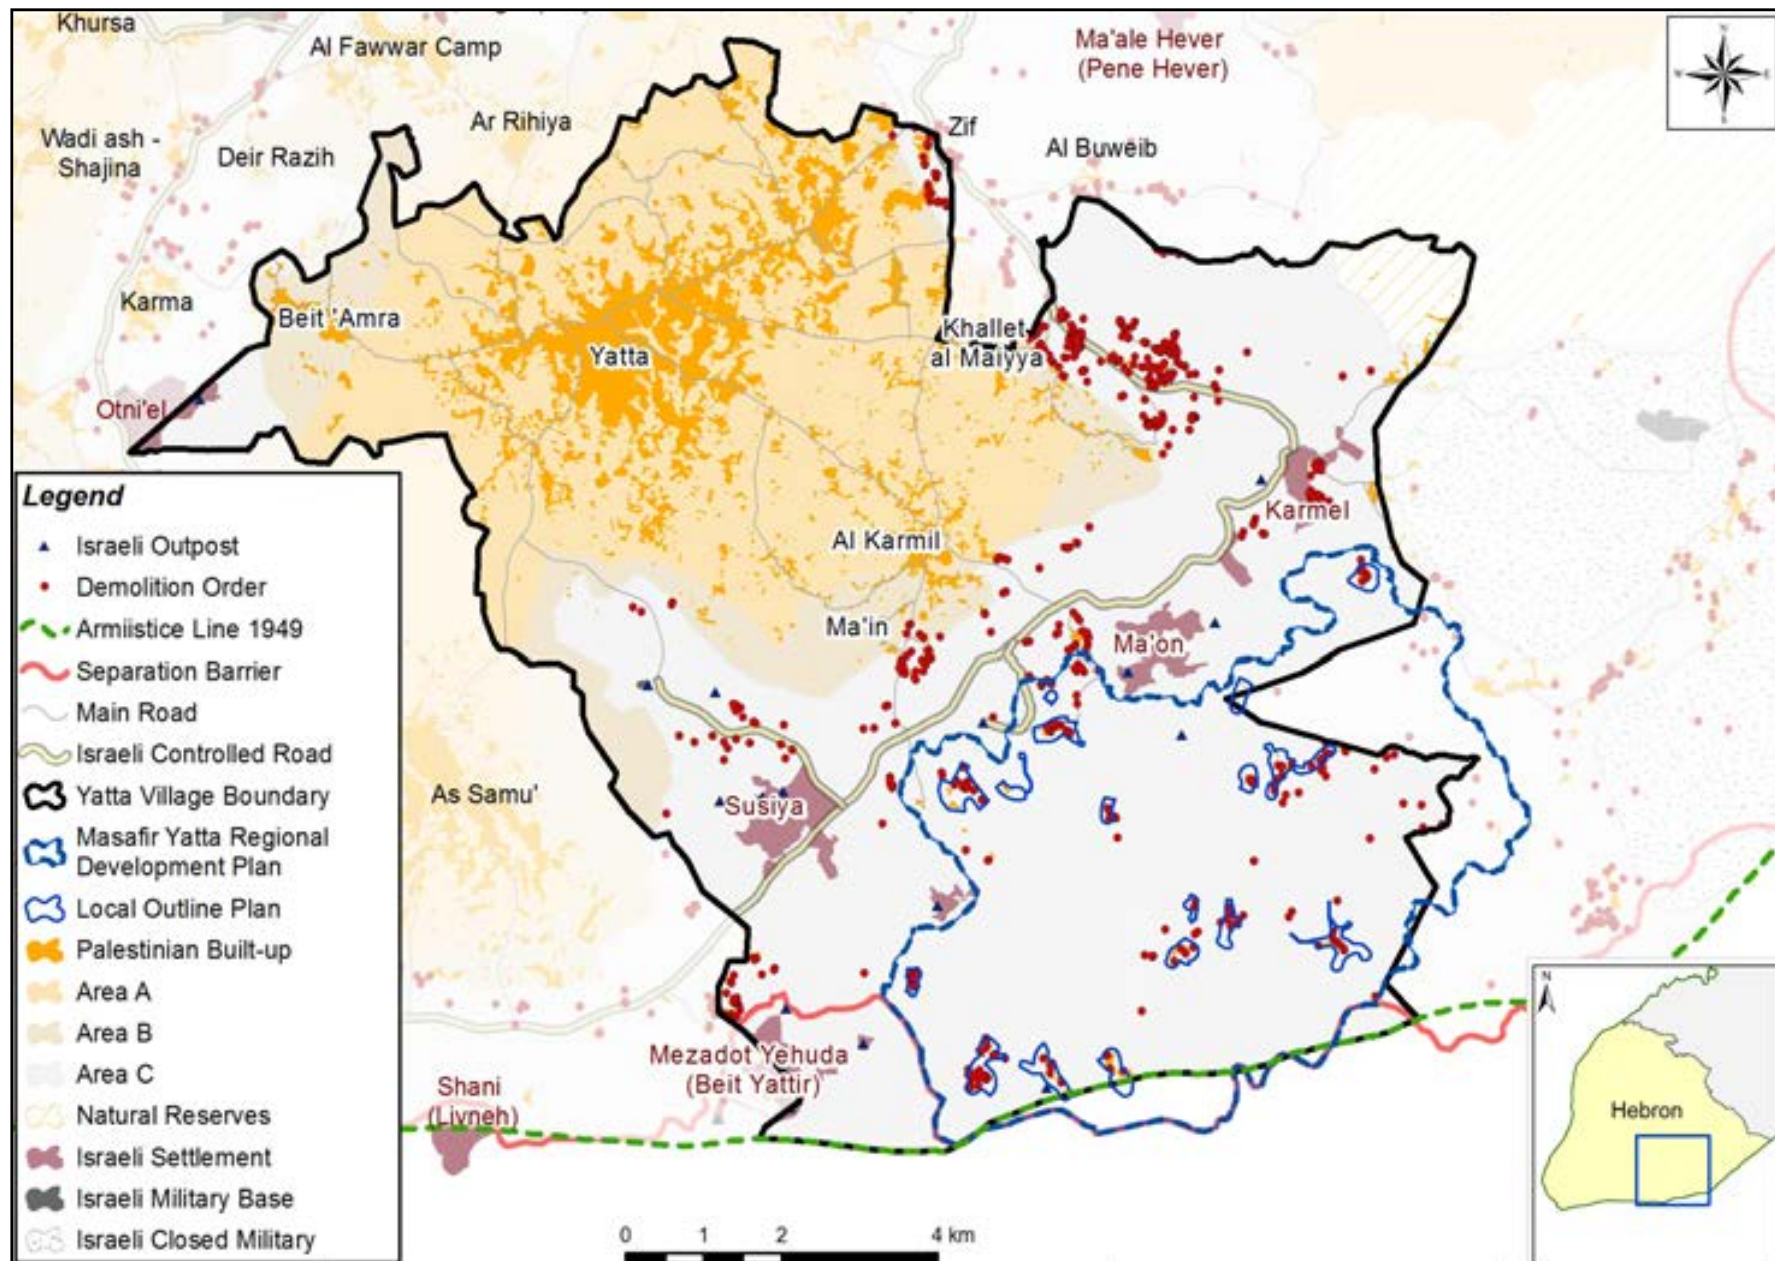 Khursa
Al Fawwar Camp
Ma'ale Hever
(Pene Hever)
N
W
E
S
Wadi ash -
Shajina
Deir Razih
Ar Rihiya
Zif
Al Buweib
Karma
Beit 'Amra
Yatta
Khallet
al Maiyya
Otni'el
Karmel
Al Karmil
Ma'in
Ma'on
As Samu'
Susiya
Mezadot Yehuda
(Beit Yattir)
Shani
(Livneh)
Legend
Israeli Outpost
Demolition Order
Armiistice Line 1949
Separation Barrier
Main Road
Israeli Controlled Road
Yatta Village Boundary
Masafir Yatta Regional
Development Plan
Local Outline Plan
Palestinian Built-up
Area A
Area B
Area C
Natural Reserves
Israeli Settlement
Israeli Military Base
Israeli Closed Military
0 1 2 4 km
N
Hebron